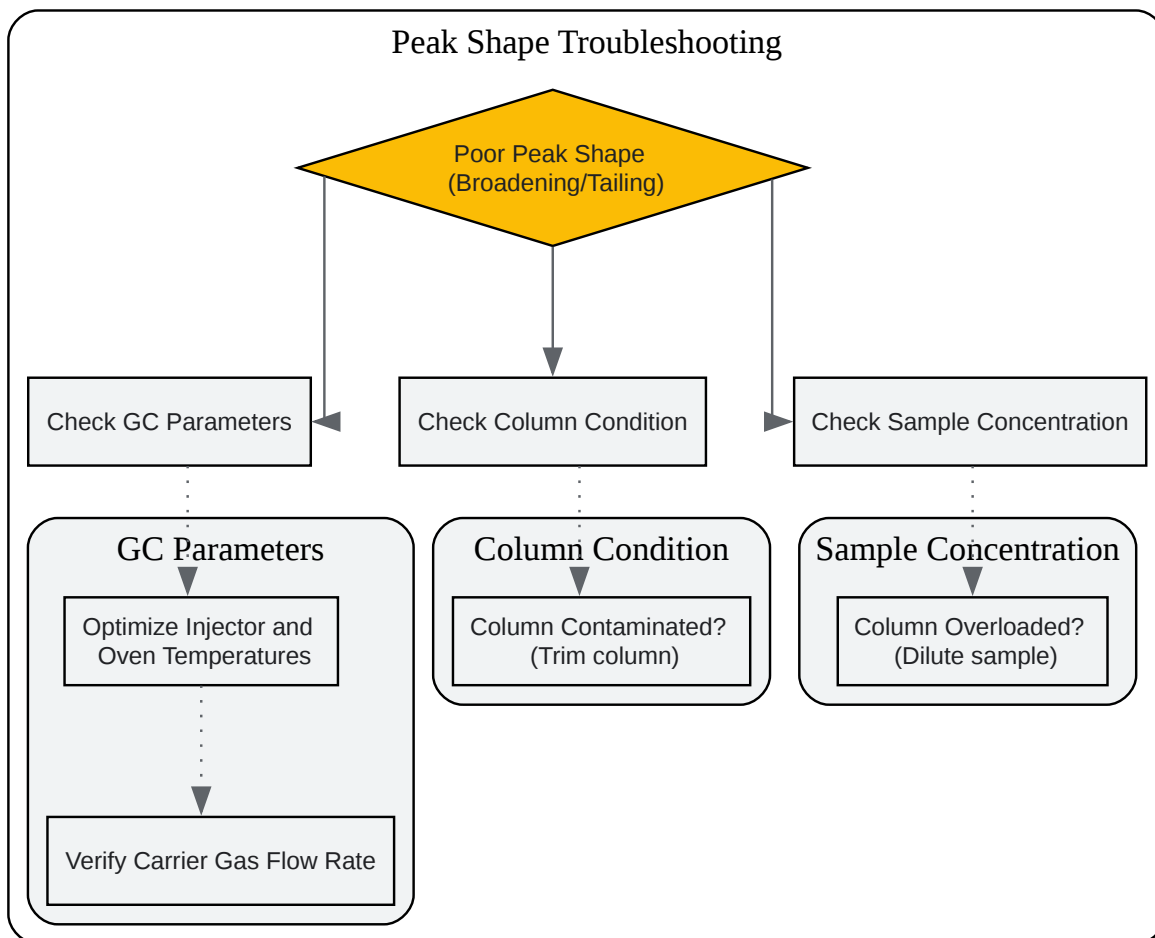 Peak Shape Troubleshooting
Poor Peak Shape
(Broadening/Tailing)
Check GC Parameters
Check Column Condition
Check Sample Concentration
GC Parameters
Column Condition
Sample Concentration
Optimize Injector and
Oven Temperatures
Column Contaminated?
(Trim column)
Column Overloaded?
(Dilute sample)
Verify Carrier Gas Flow Rate